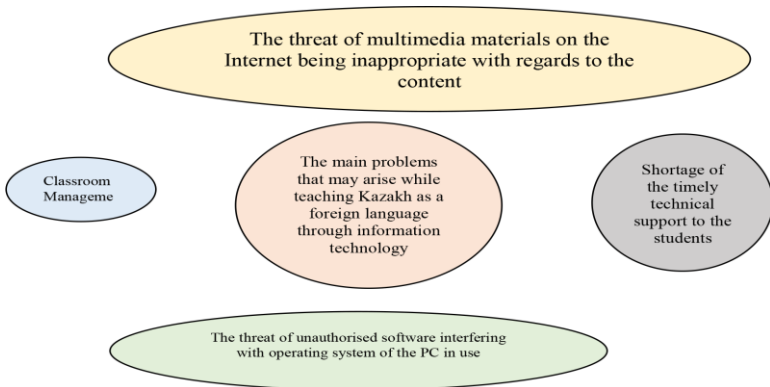 The threat of multimedia materials on the
Internet being inappropriate with regards to the
content
Classroom
Manageme
The main problems
that may arise while
teaching Kazakh as a
foreign language
through information
technology
Shortage of
the timely
technical
support to the
students
The threat of unauthorised software interfering
with operating system of the PC in use